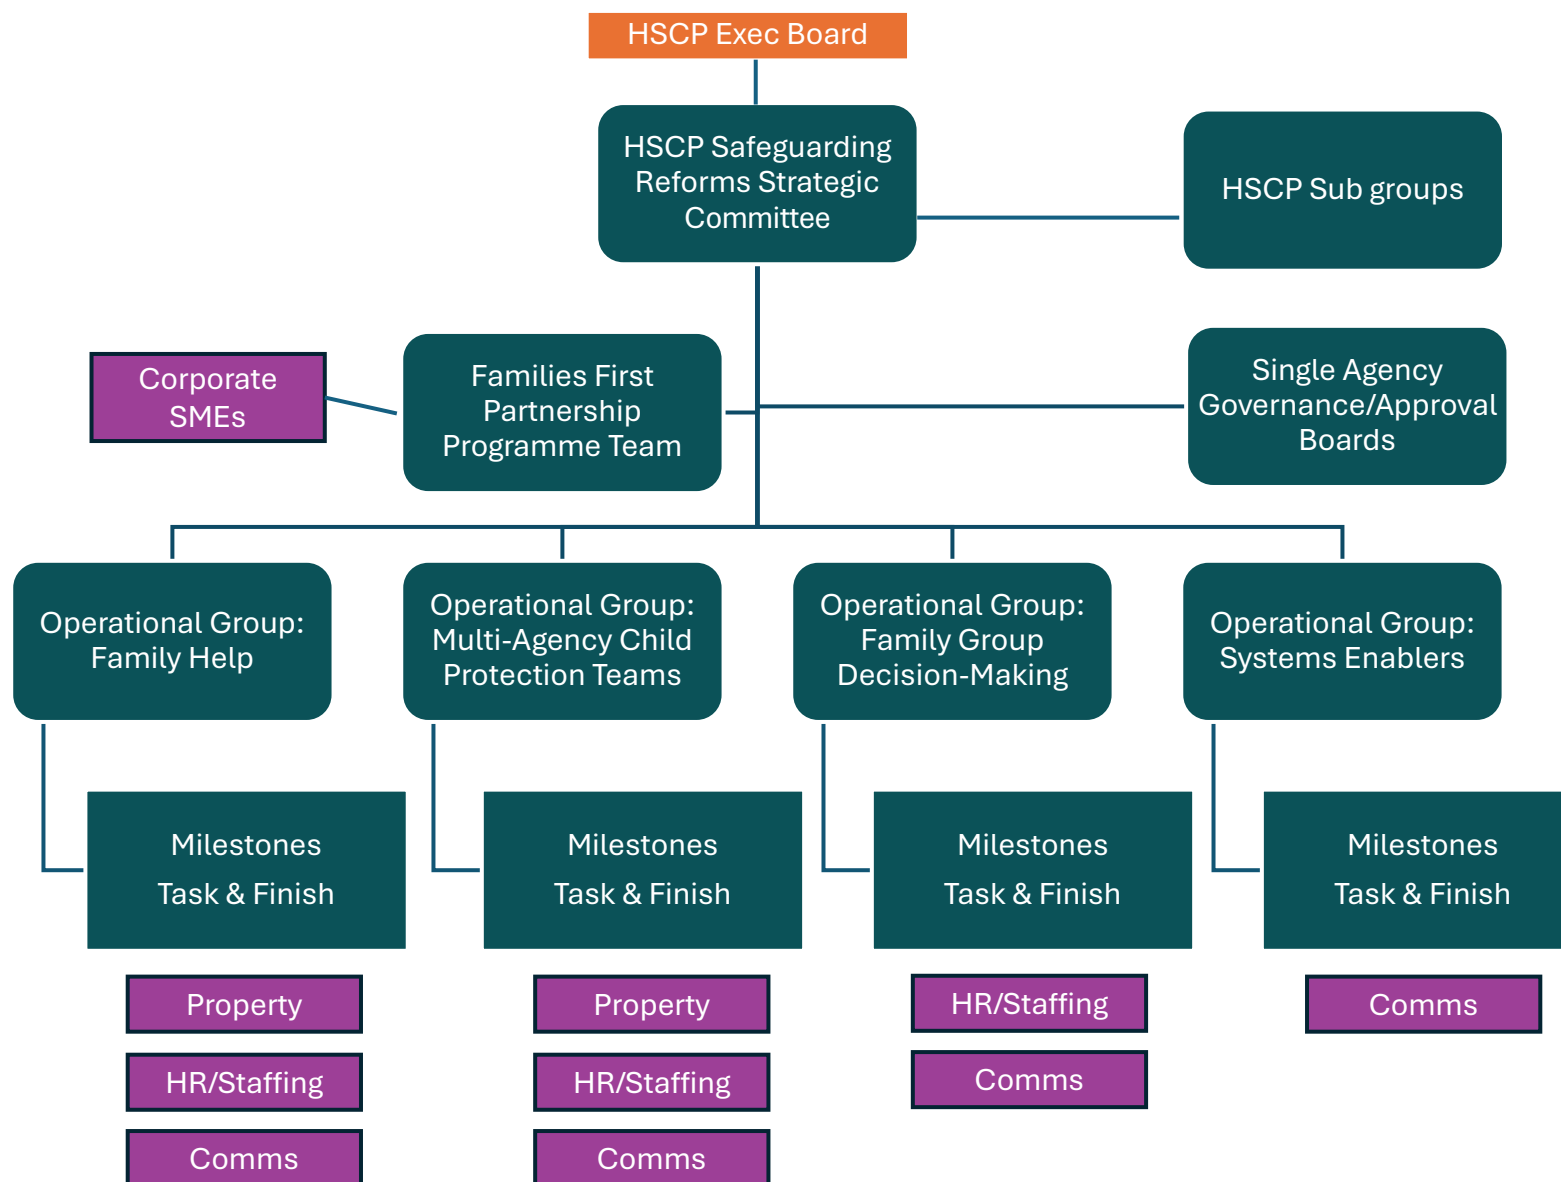 HSCP Exec Board
HSCP Safeguarding
Reforms Strategic
Committee
HSCP Sub groups
Corporate
SMEs
Families First
Partnership
Programme Team
Single Agency
Governance/Approval
Boards
Operational Group:
Family Help
Operational Group:
Multi-Agency Child
Protection Teams
Operational Group:
Family Group
Decision-Making
Operational Group:
Systems Enablers
Milestones
Task & Finish
Milestones
Task & Finish
Milestones
Task & Finish
Milestones
Task & Finish
Property
HR/Staffing
Comms
Property
HR/Staffing
Comms
HR/Staffing
Comms
Comms